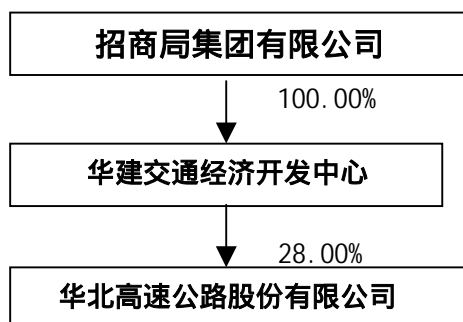 招商局集团有限公司
100.00%
华建交通经济开发中心
28.00%
华北高速公路股份有限公司